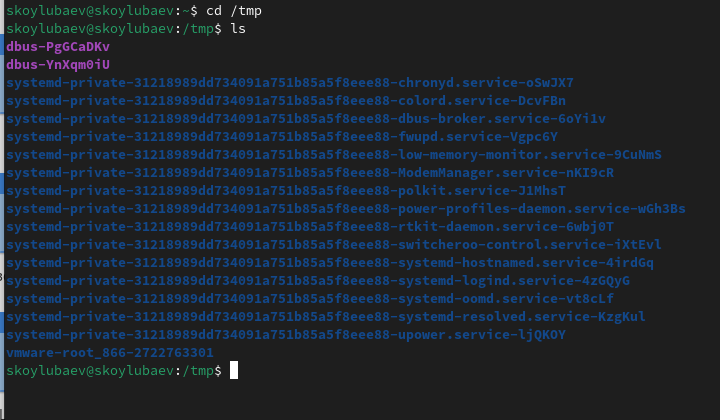 skoylubaev@skoylubaev:~$ cd /tmp
skoylubaev@skoylubaev:/tmp$ ls
dbus-PgGCaDKv
dbus-YnXqm0iU
systemd-private-31218989dd734091a751b85a5f8eee88-chronyd.service-oSwJX7
systemd-private-31218989dd734091a751b85a5f8eee88-colord.service-DcvFBn
systemd-private-31218989dd734091a751b85a5f8eee88-dbus-broker.service-6oYi1v
systemd-private-31218989dd734091a751b85a5f8eee88-fwupd.service-Vgpc6Y
systemd-private-31218989dd734091a751b85a5f8eee88-low-memory-monitor.service-9CuNmS
systemd-private-31218989dd734091a751b85a5f8eee88-ModemManager.service-nKI9cR
systemd-private-31218989dd734091a751b85a5f8eee88-polkit.service-J1MhsT
systemd-private-31218989dd734091a751b85a5f8eee88-power-profiles-daemon.service-wGh3Bs
systemd-private-31218989dd734091a751b85a5f8eee88-rtkit-daemon.service-6wbj0T
systemd-private-31218989dd734091a751b85a5f8eee88-switcheroo-control.service-iXtEvl
systemd-private-31218989dd734091a751b85a5f8eee88-systemd-hostnamed.service-4irdGq
systemd-private-31218989dd734091a751b85a5f8eee88-systemd-logind.service-4zGQyG
systemd-private-31218989dd734091a751b85a5f8eee88-systemd-oomd.service-vt8cLf
systemd-private-31218989dd734091a751b85a5f8eee88-systemd-resolved.service-KzgKul
systemd-private-31218989dd734091a751b85a5f8eee88-upower.service-ljQKOY
vmware-root_866-2722763301
skoylubaev@skoylubaev:/tmp$